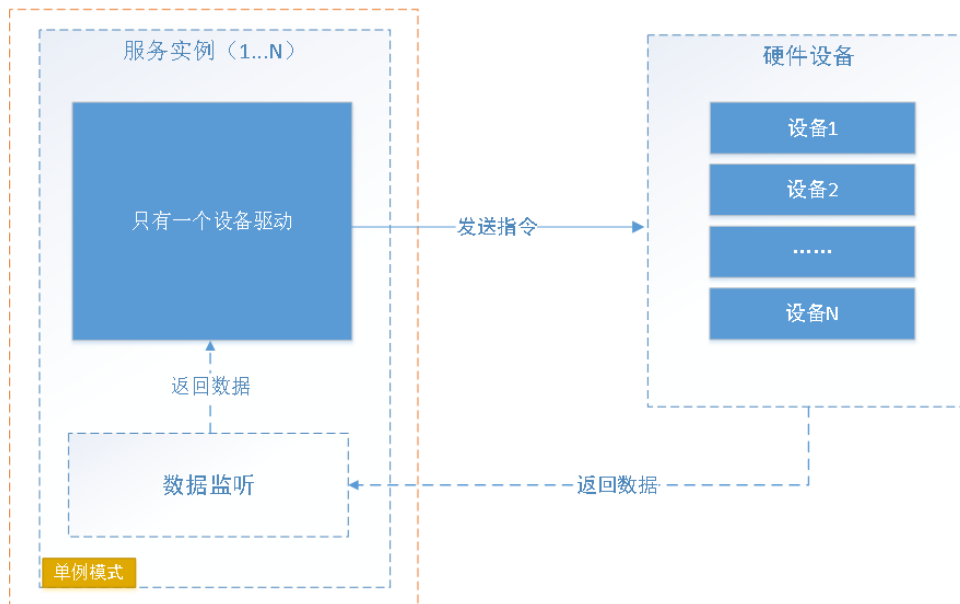 服务实例（1...N）
硬件设备
设备1
设备2
只有一个设备驱动
发送指令
……
设备N
返回数据
数据监听
返回数据
单例模式